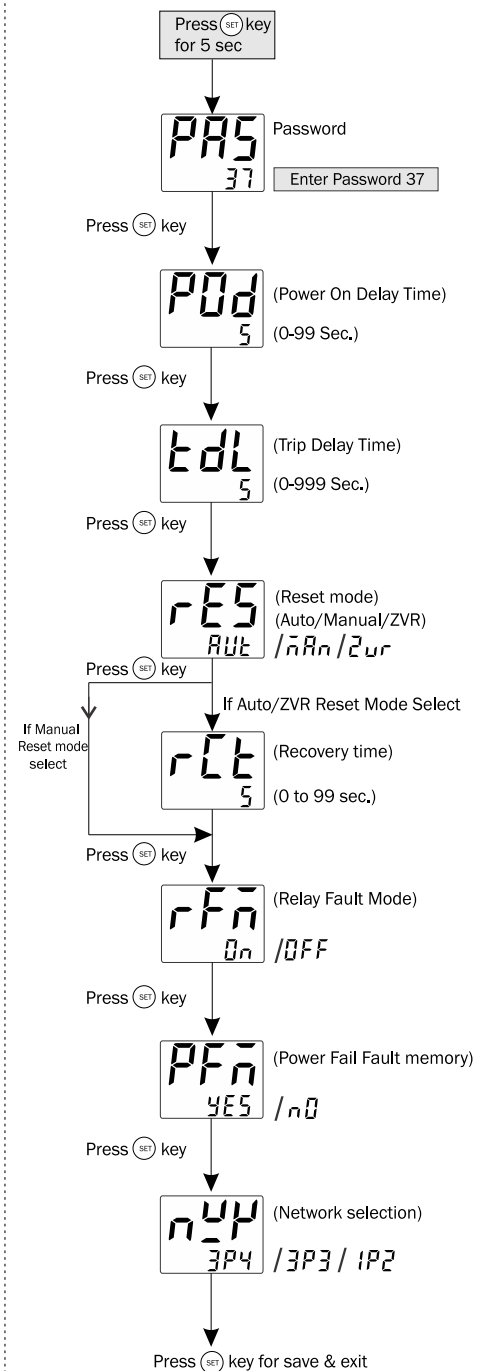 Press SET key
for 5 sec
PAS
37
Password
Enter Password 37
Press SET key
POd
5
(Power On Delay Time)
(0-99 Sec.)
Press SET key
tdL
5
(Trip Delay Time)
(0-999 Sec.)
Press SET key
rES
AUt
(Reset mode)
(Auto/Manual/ZVR)
/mAn/2vr
Press SET key
If Auto/ZVR Reset Mode Select
If Manual
Reset mode
select
rCt
5
(Recovery time)
(0 to 99 sec.)
Press SET key
rFm
On
(Relay Fault Mode)
/OFF
Press SET key
PFm
YES
(Power Fail Fault memory)
/nO
Press SET key
3P4
(Network selection)
/3P3/1P2
Press SET key for save & exit